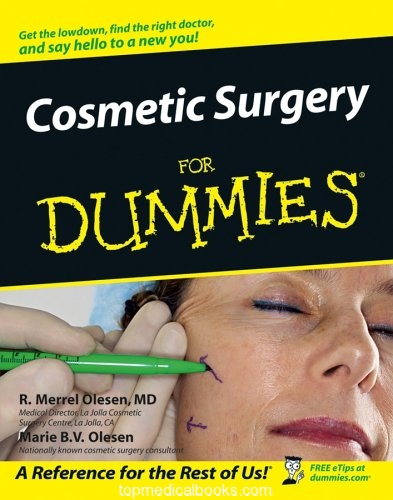 Get the lowdown, find the right doctor,
and say hello to a new you!
Cosmetic Surgery
FOR
DUMMIES®
R. Merrel Olesen, MD
Medical Director, La Jolla Cosmetic
Surgery Centre, La Jolla, CA
Marie B.V. Olesen
Nationally known cosmetic surgery consultant
A Reference for the Rest of Us!®
FREE eTips at
dummies.com®
topmedicalbooks.com